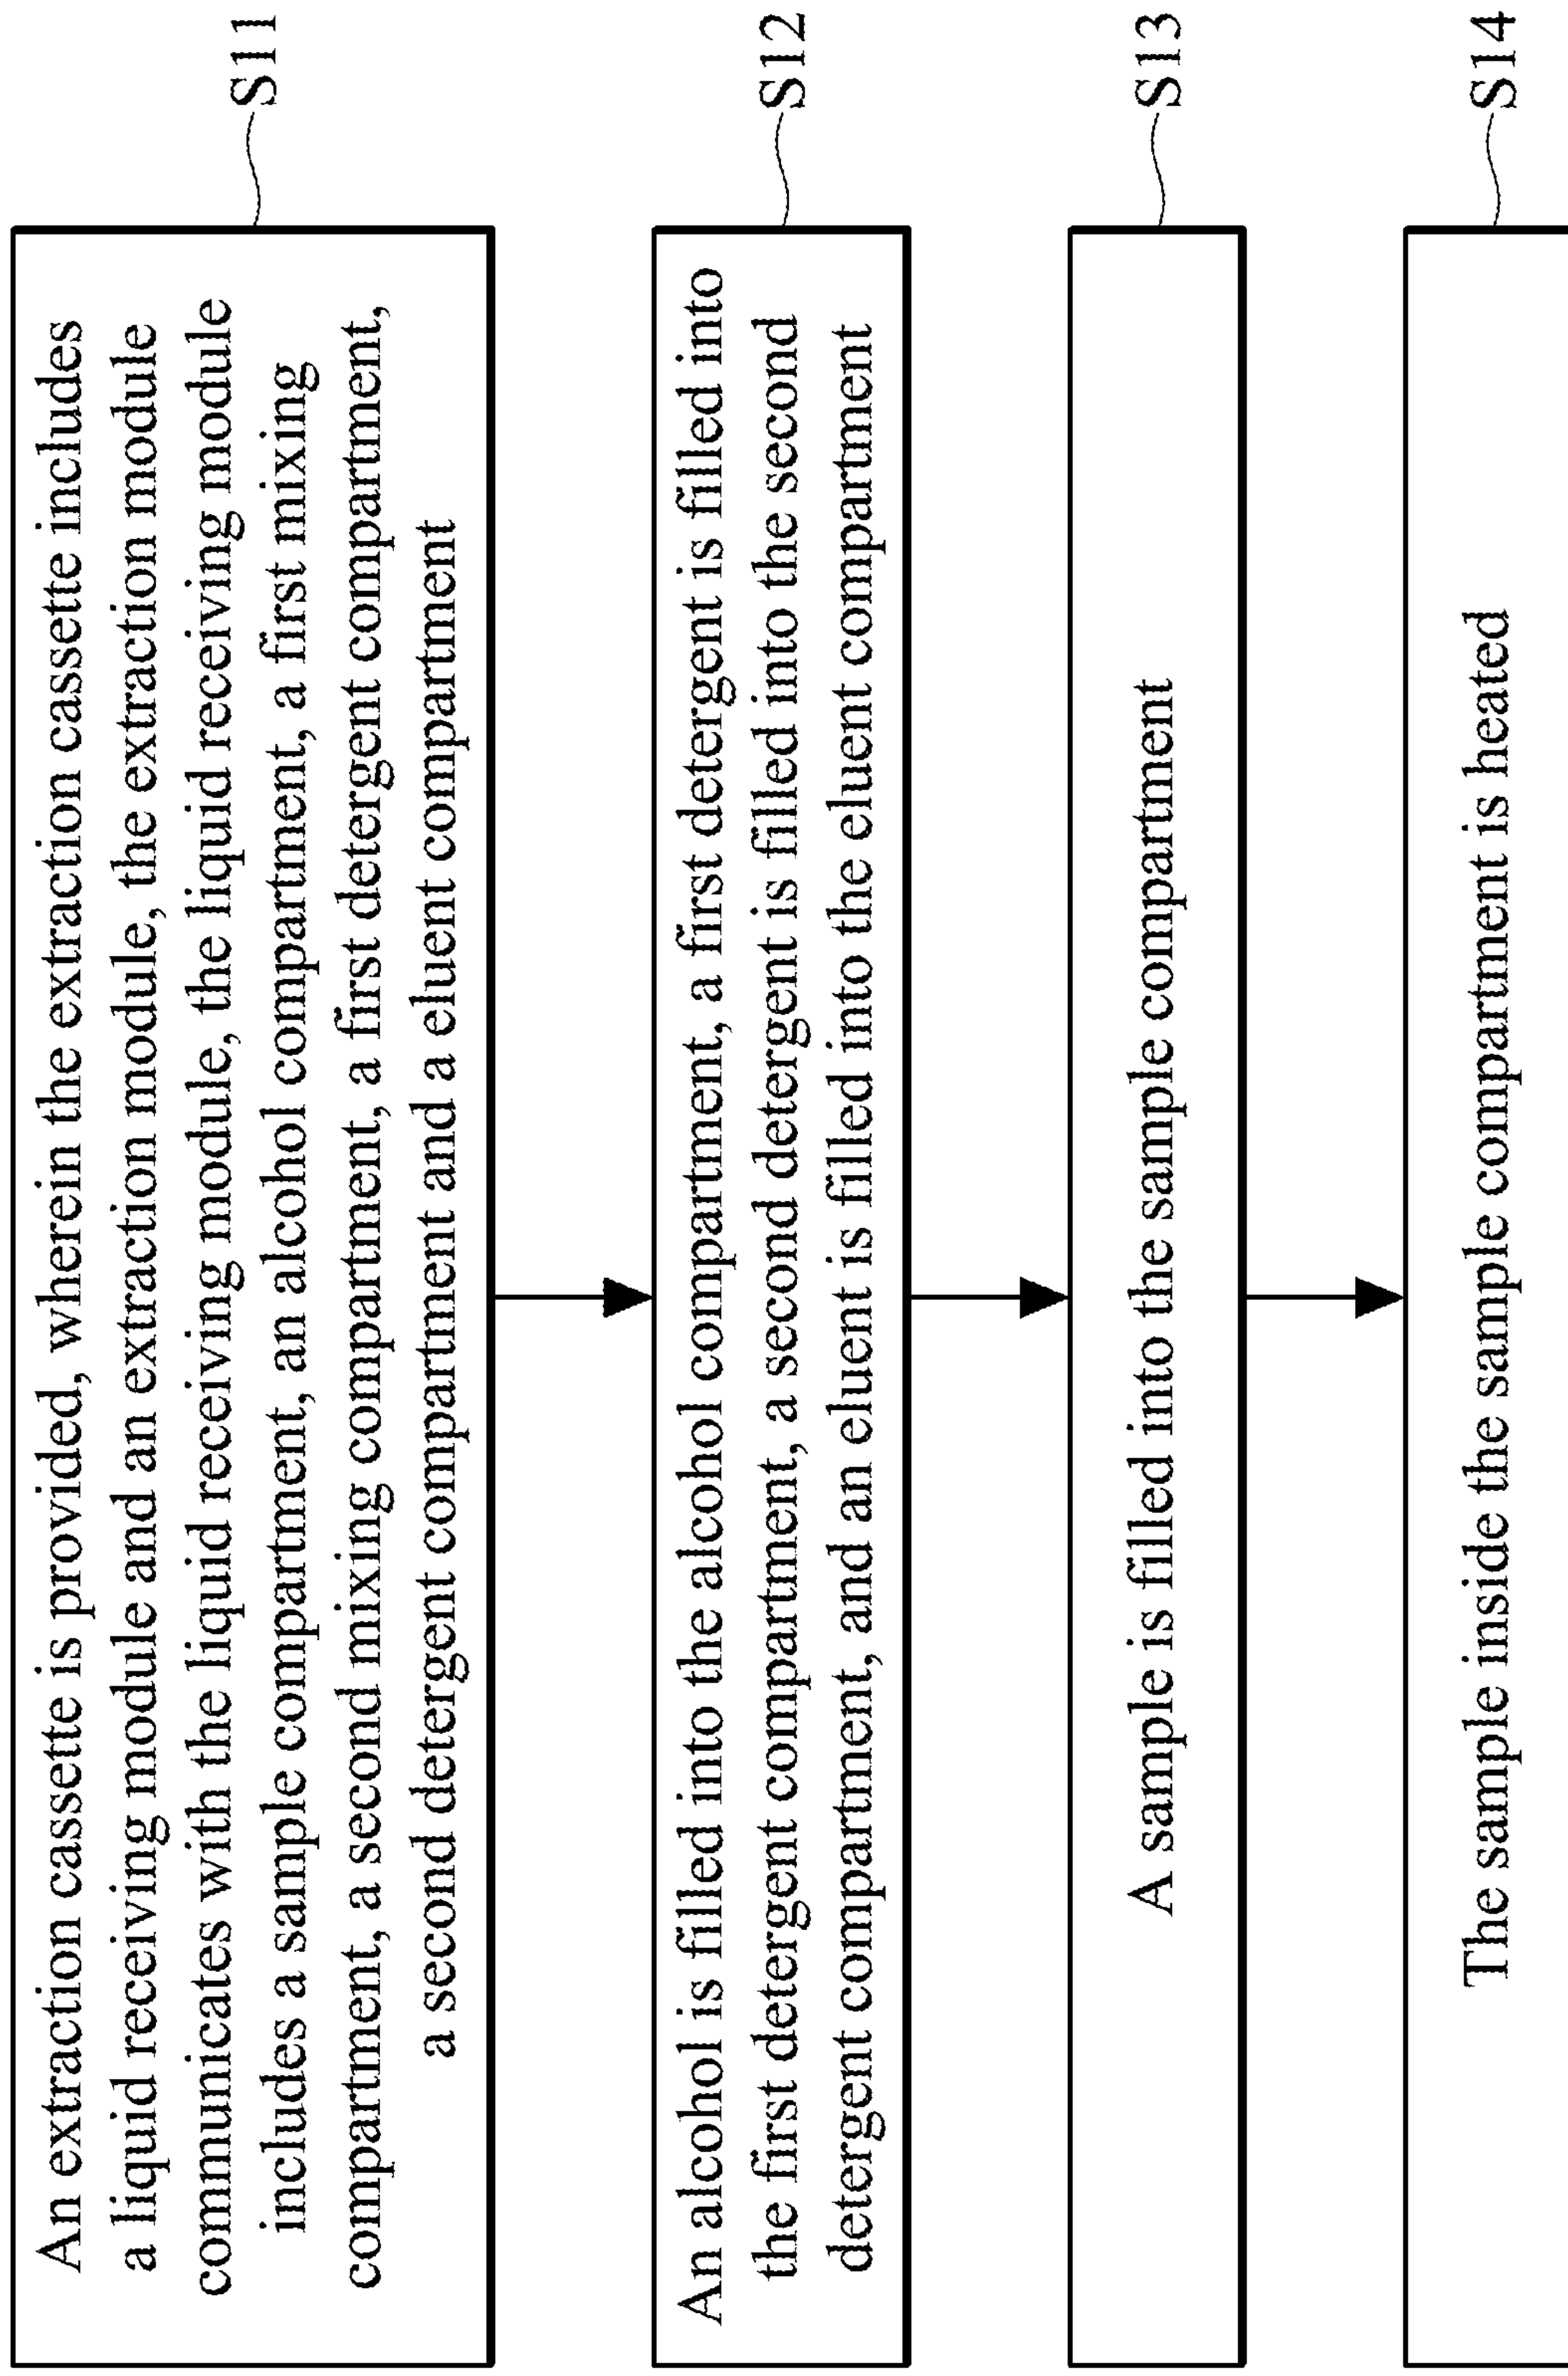 An extraction cassette is provided, wherein the extraction cassette includes
a liquid receiving module and an extraction module, the extraction module
communicates with the liquid receiving module, the liquid receiving module
includes a sample compartment, an alcohol compartment, a first mixing
compartment, a second mixing compartment, a first detergent compartment,
a second detergent compartment and a eluent compartment
S11
An alcohol is filled into the alcohol compartment, a first detergent is filled into
the first detergent compartment, a second detergent is filled into the second
detergent compartment, and an eluent is filled into the eluent compartment
S12
A sample is filled into the sample compartment
S13
The sample inside the sample compartment is heated
S14